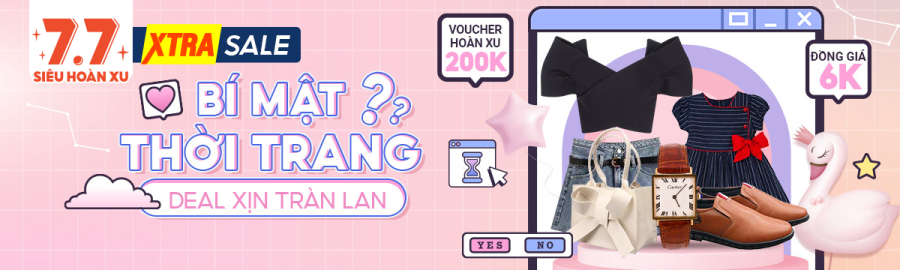 7.7
SIÊU HOÀN XU
XTRA SALE
BÍ MẬT ??
THỜI TRANG
DEAL XỊN TRÀN LAN
VOUCHER
HOÀN XU
200K
ĐỒNG GIÁ
6K
Cartier
YES
NO